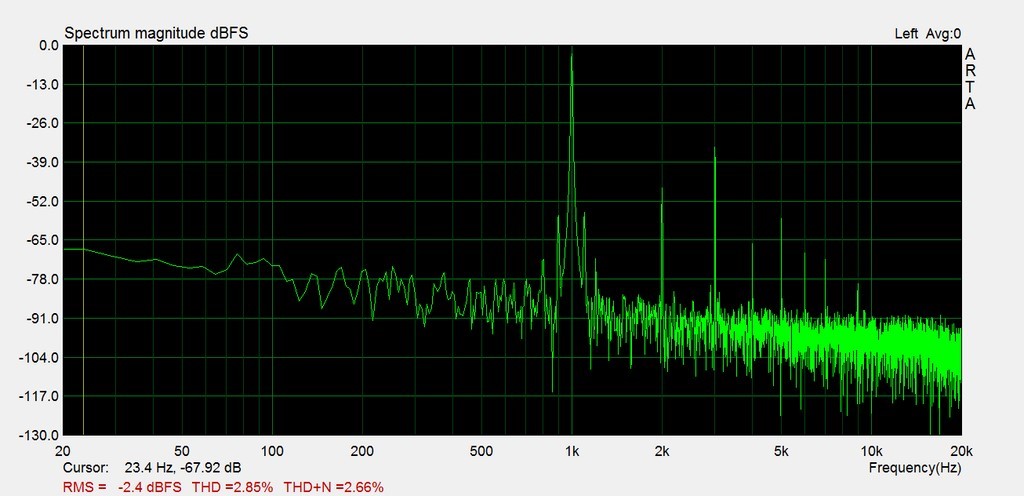 Spectrum magnitude dBFS
Left Avg:0
A
R
T
A
0.0
-13.0
-26.0
-39.0
-52.0
-65.0
-78.0
-91.0
-104.0
-117.0
-130.0
20 50 100 200 500 1k 2k 5k 10k 20k
Cursor: 23.4 Hz, -67.92 dB
Frequency(Hz)
RMS = -2.4 dBFS THD =2.85% THD+N =2.66%